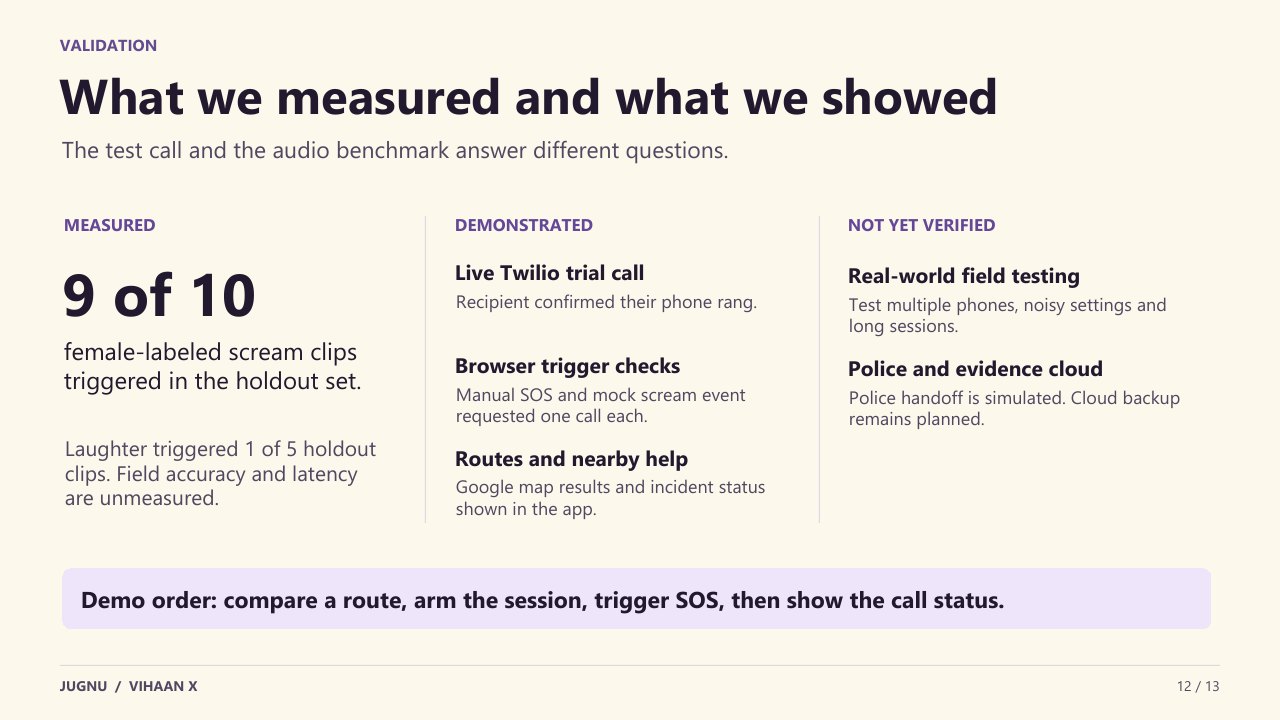 VALIDATION
What we measured and what we showed
The test call and the audio benchmark answer different questions.
MEASURED
9 of 10
female-labeled scream clips
triggered in the holdout set.
Laughter triggered 1 of 5 holdout
clips. Field accuracy and latency
are unmeasured.
DEMONSTRATED
Live Twilio trial call
Recipient confirmed their phone rang.
Browser trigger checks
Manual SOS and mock scream event
requested one call each.
Routes and nearby help
Google map results and incident status
shown in the app.
NOT YET VERIFIED
Real-world field testing
Test multiple phones, noisy settings and
long sessions.
Police and evidence cloud
Police handoff is simulated. Cloud backup
remains planned.
Demo order: compare a route, arm the session, trigger SOS, then show the call status.
JUGNU / VIHAAN X
12 / 13